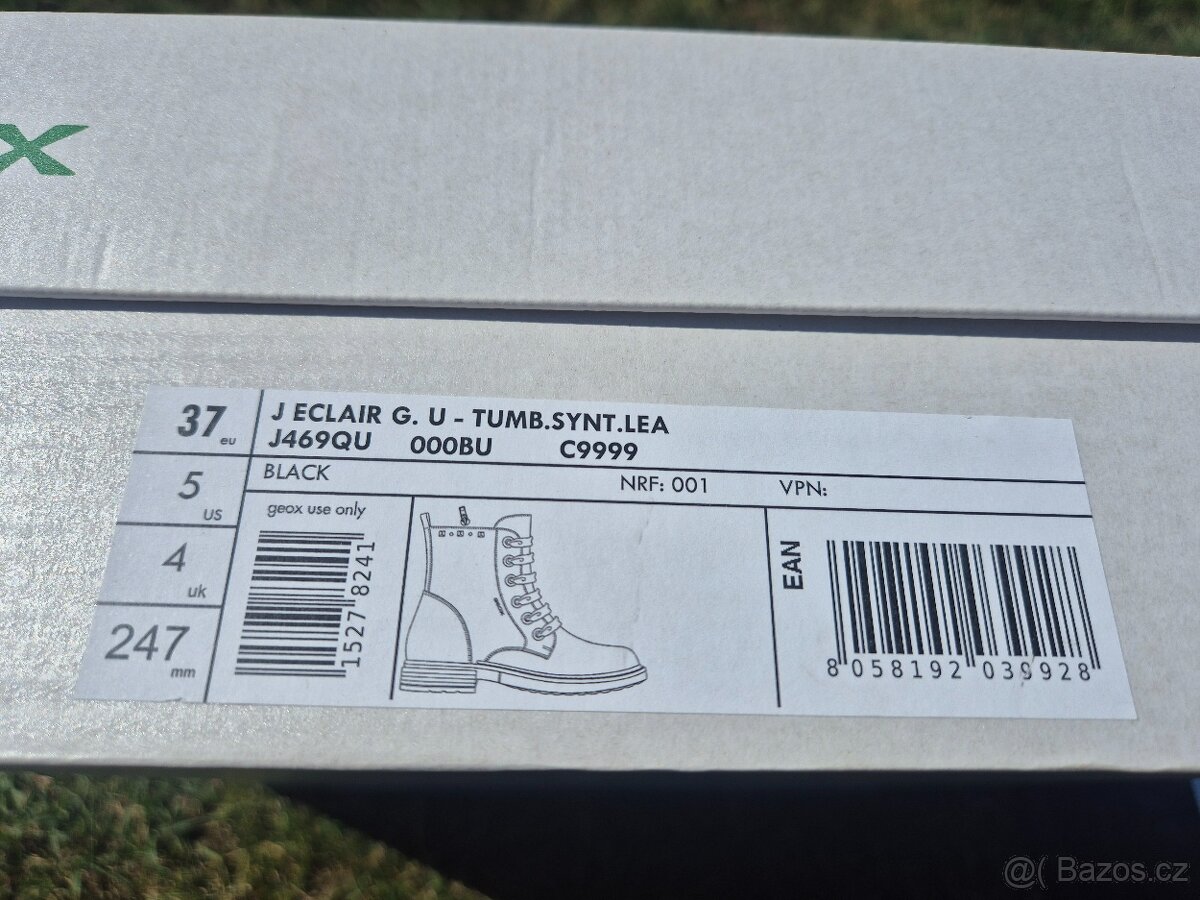 X
37 eu
J ECLAIR G. U - TUMB.SYNT.LEA
J469QU 000BU C9999
5 US
BLACK NRF: 001 VPN:
4 uk
247 mm
geox use only
1527 8241
EAN
8 058192 039928
@( Bazos.cz